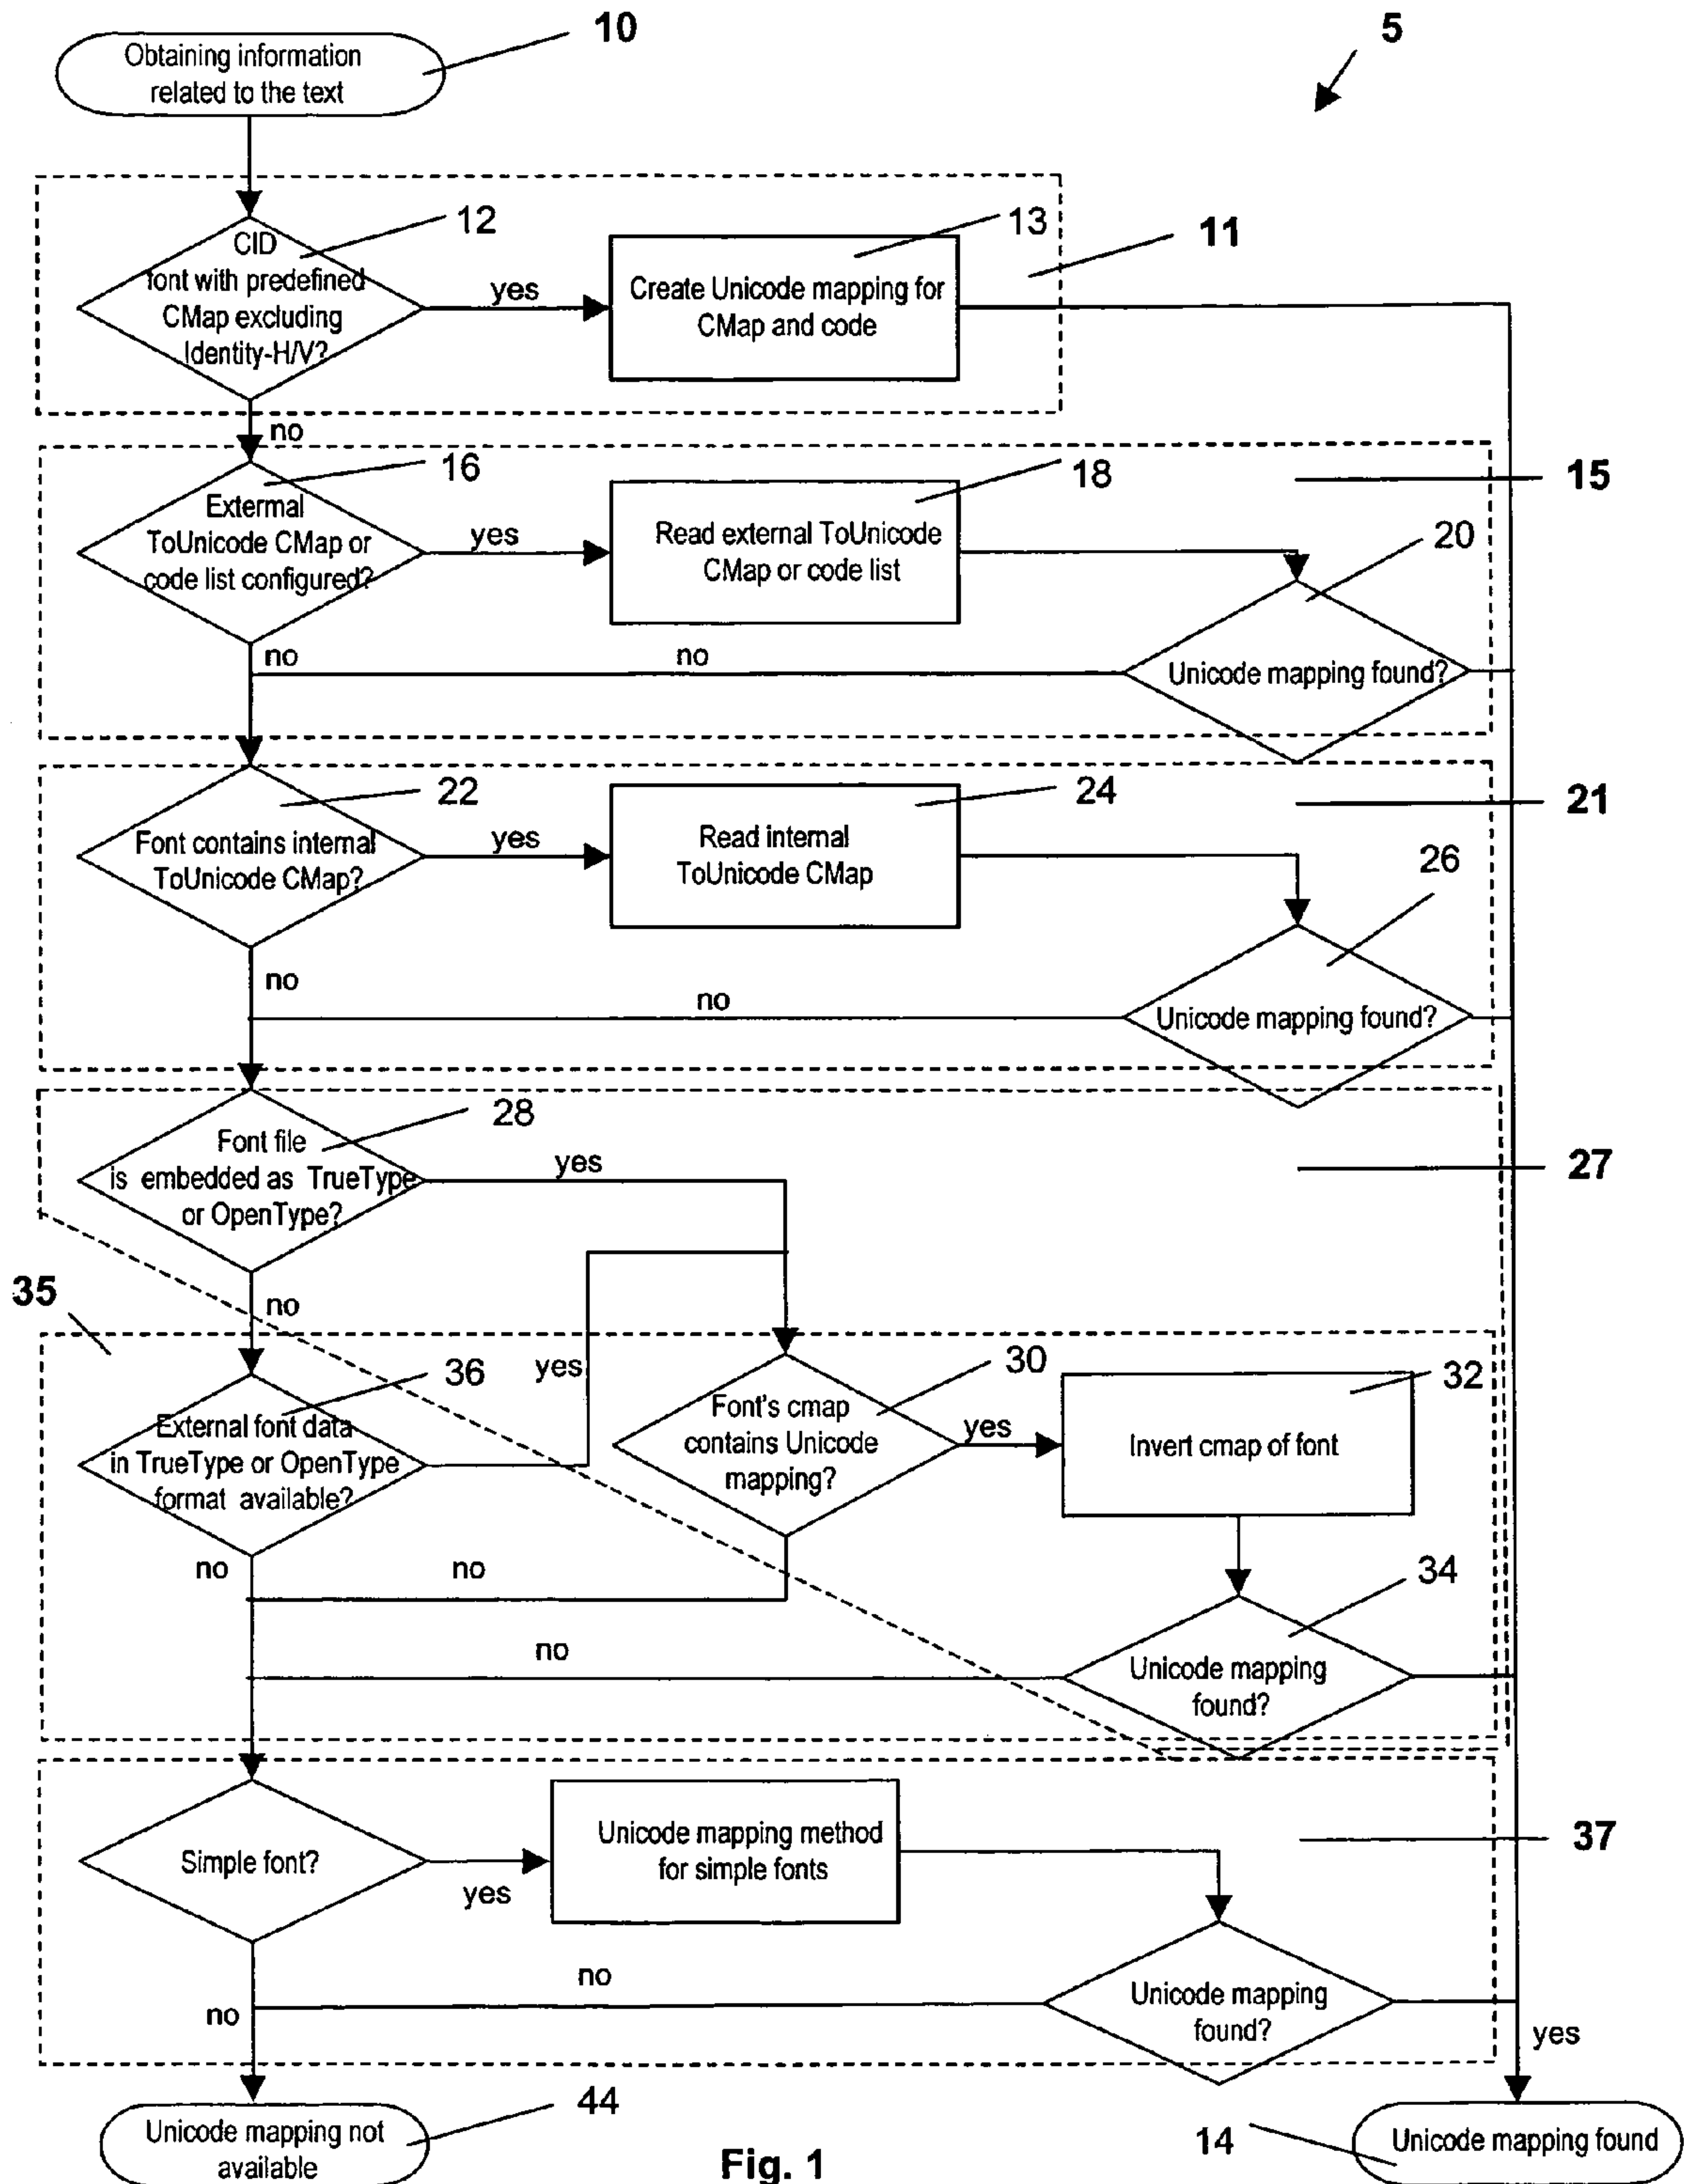 10
5
Obtaining information
related to the text
12
13
11
CID
font with predefined
CMap excluding
Identity-H/V?
yes
Create Unicode mapping for
CMap and code
no
16
18
15
20
Extermal
ToUnicode CMap or
code list configured?
yes
Read external ToUnicode
CMap or code list
no
no
Unicode mapping found?
22
24
21
26
Font contains internal
ToUnicode CMap?
yes
Read internal
ToUnicode CMap
no
no
Unicode mapping found?
28
27
Font file
is embedded as TrueType
or OpenType?
yes
no
35
36
yes
30
32
External font data
in TrueType or OpenType
format available?
Font's cmap
contains Unicode
mapping?
yes
Invert cmap of font
no
no
34
no
Unicode mapping
found?
37
Simple font?
yes
Unicode mapping method
for simple fonts
no
no
Unicode mapping
found?
yes
44
14
Unicode mapping not
available
Unicode mapping found
Fig. 1